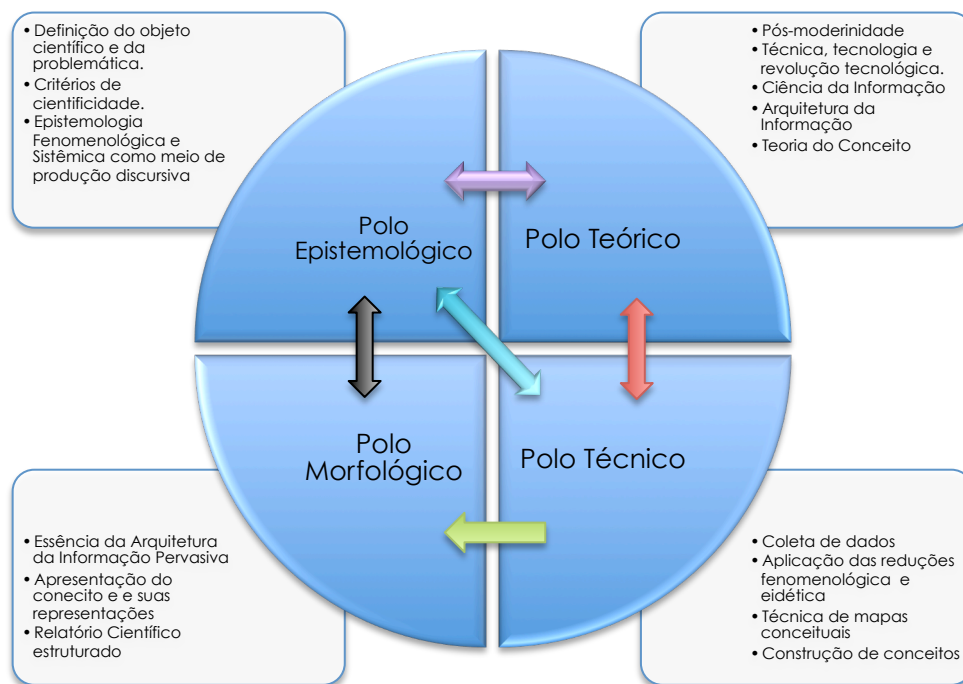 • Definição do objeto
científico e da
problemática.
• Critérios de
cientificidade.
• Epistemologia
Fenomenológica e
Sistêmica como meio de
produção discursiva
• Pós-moderinidade
• Técnica, tecnologia e
revolução tecnológica.
• Ciência da Informação
• Arquitetura da
Informação
• Teoria do Conceito
Polo
Epistemológico
Polo Teórico
Polo
Morfológico
Polo Técnico
• Essência da Arquitetura
da Informação Pervasiva
• Apresentação do
conecito e e suas
representações
• Relatório Científico
estruturado
• Coleta de dados
• Aplicação das reduções
fenomenológica e
eidética
• Técnica de mapas
conceituais
• Construção de conceitos